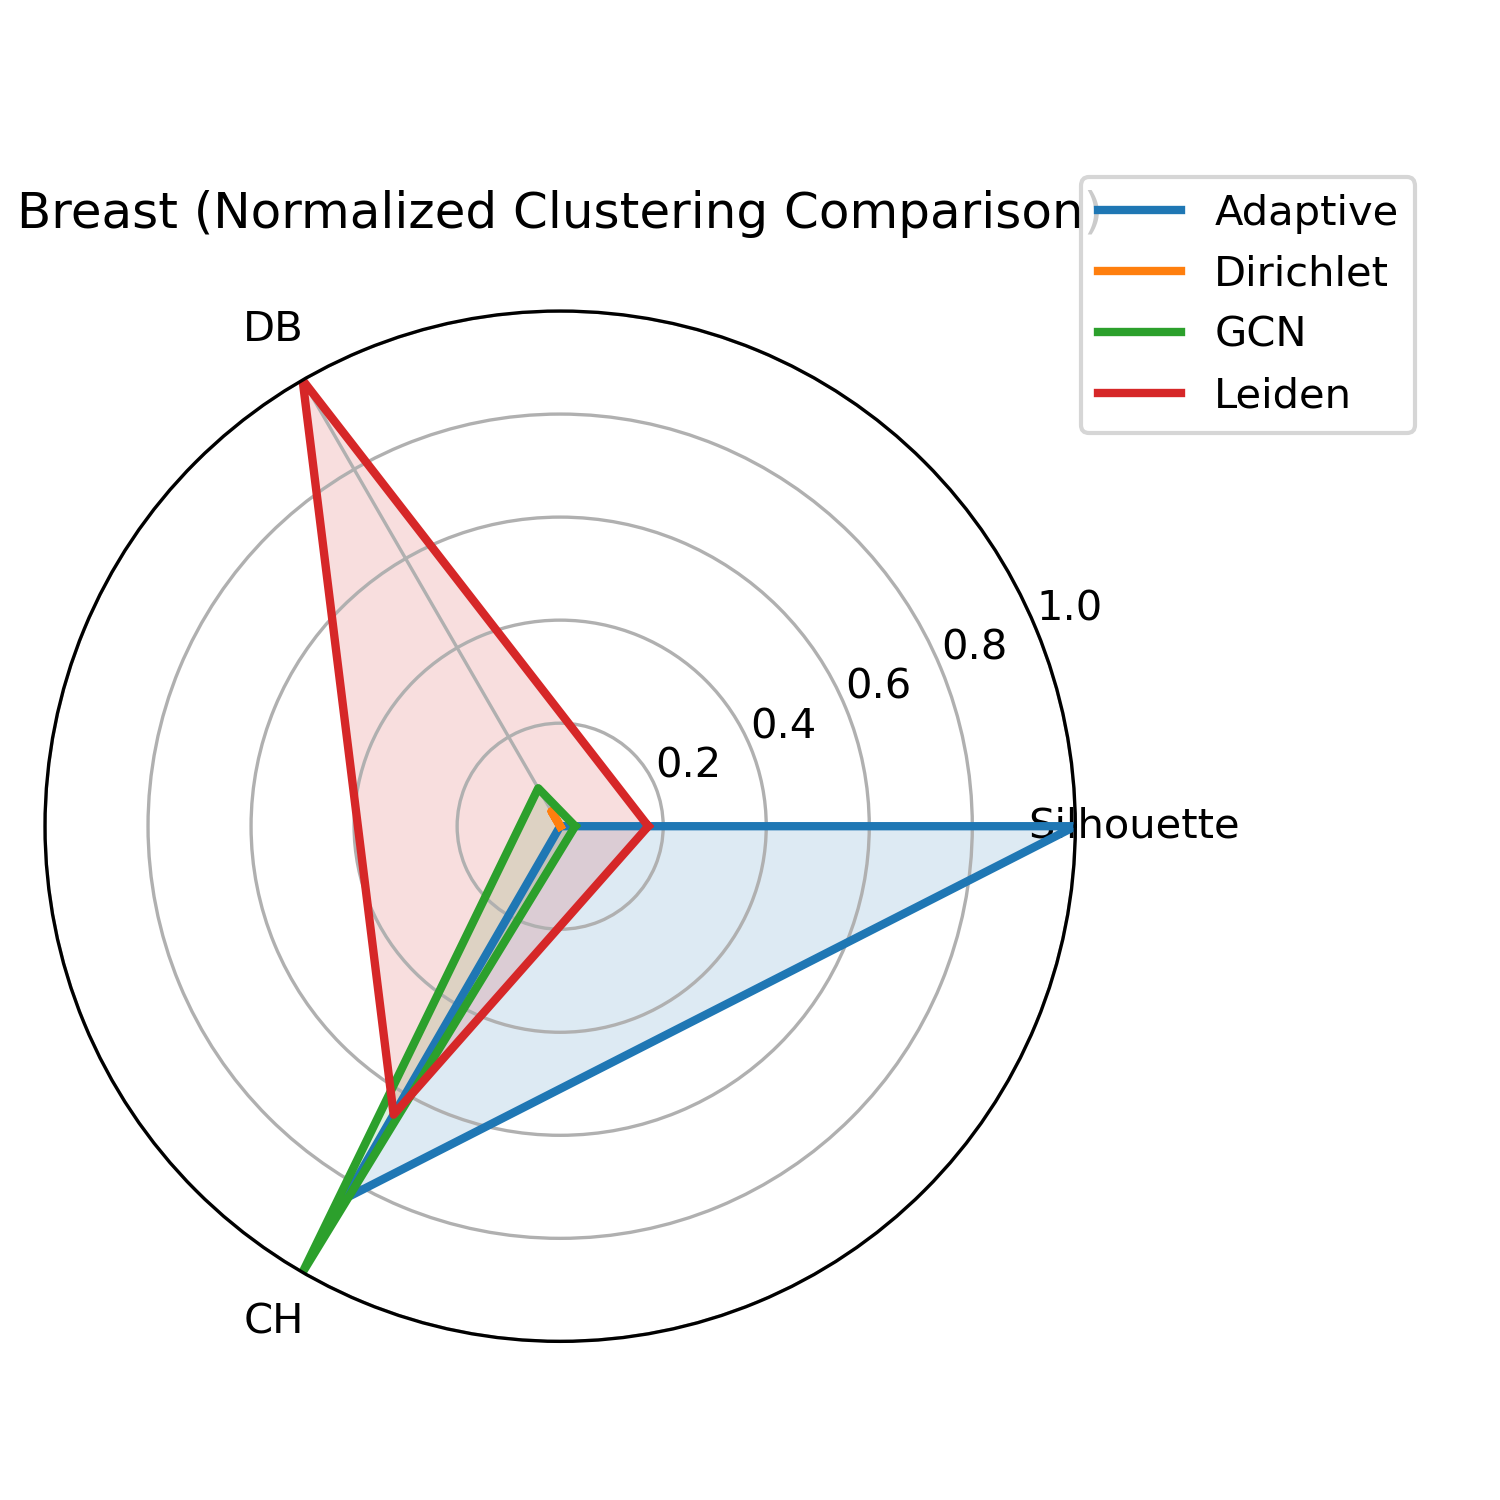 Breast (Normalized Clustering Comparison)
Adaptive
Dirichlet
GCN
Leiden
DB
1.0
0.8
0.6
0.4
0.2
Silhouette
CH